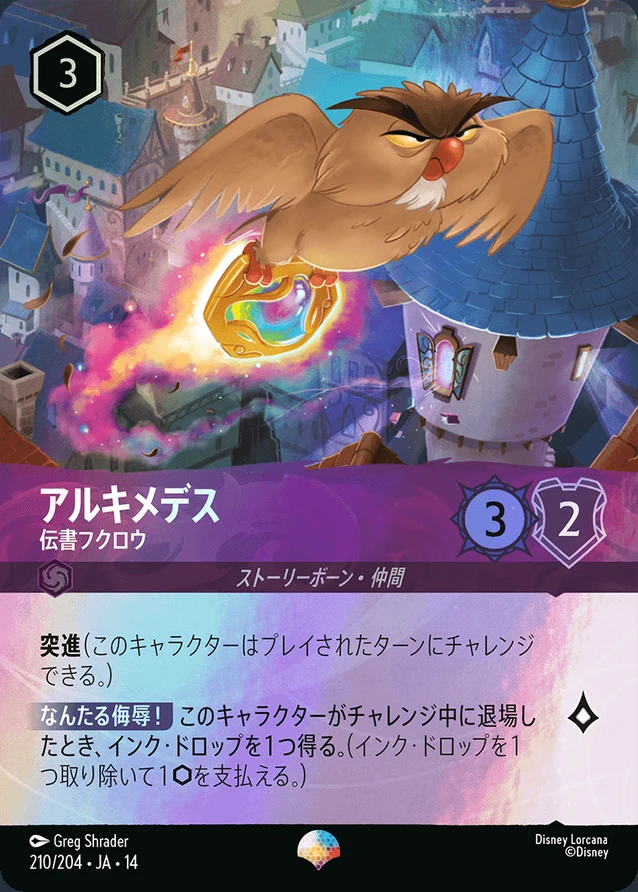 3
アルキメデス
伝書フクロウ
3
2
ストーリーボーン・仲間
突進(このキャラクターはプレイされたターンにチャレンジ
できる。)
なんたる侮辱! このキャラクターがチャレンジ中に退場し
たとき、インク・ドロップを1つ得る。(インク・ドロップを1
つ取り除いて1⬡を支払える。)
Greg Shrader
Disney Lorcana
210/204・JA・14
©Disney